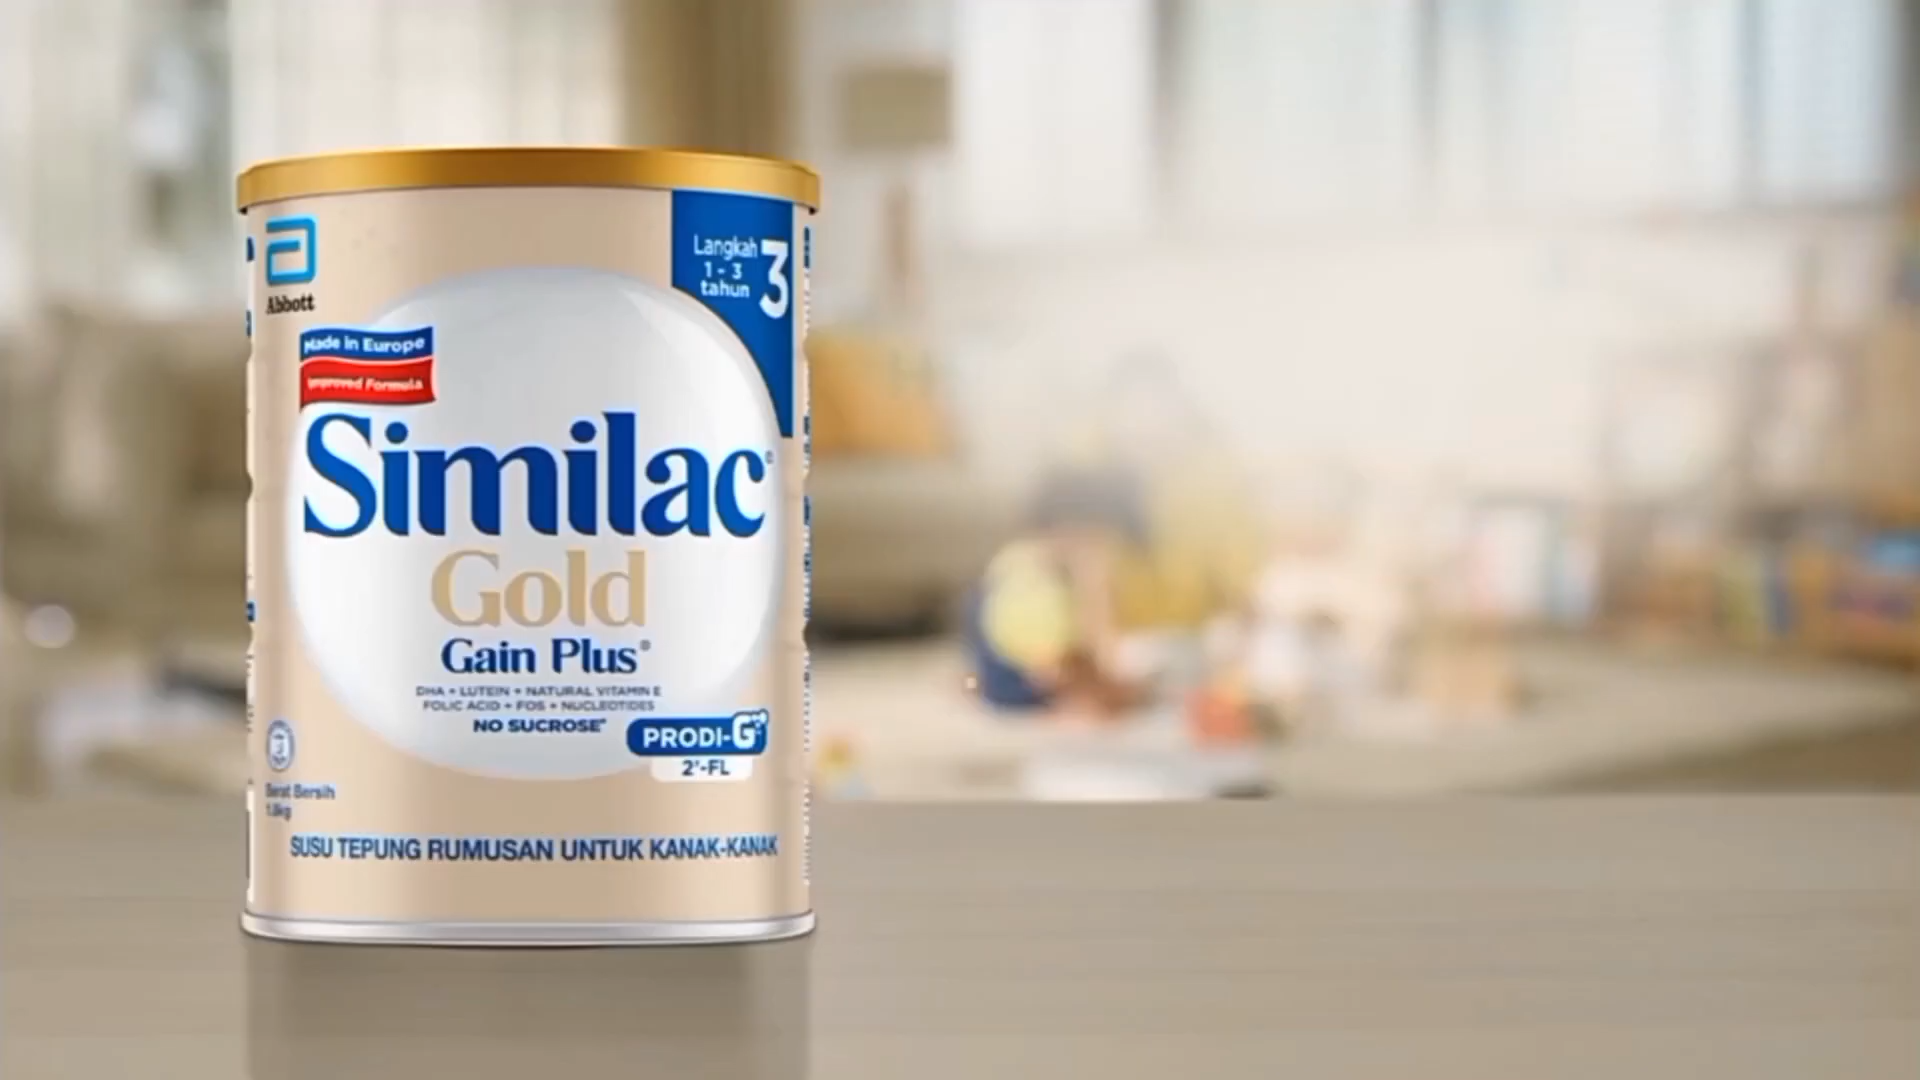 Abbott
Langkah
1 - 3
tahun
3
Made in Europe
Improved Formula
Similac®
Gold
Gain Plus®
DHA + LUTEIN + NATURAL VITAMIN E
FOLIC ACID + FOS + NUCLEOTIDES
NO SUCROSE*
PRODI-G
2'-FL
Berat Bersih
1.8kg
SUSU TEPUNG RUMUSAN UNTUK KANAK-KANAK